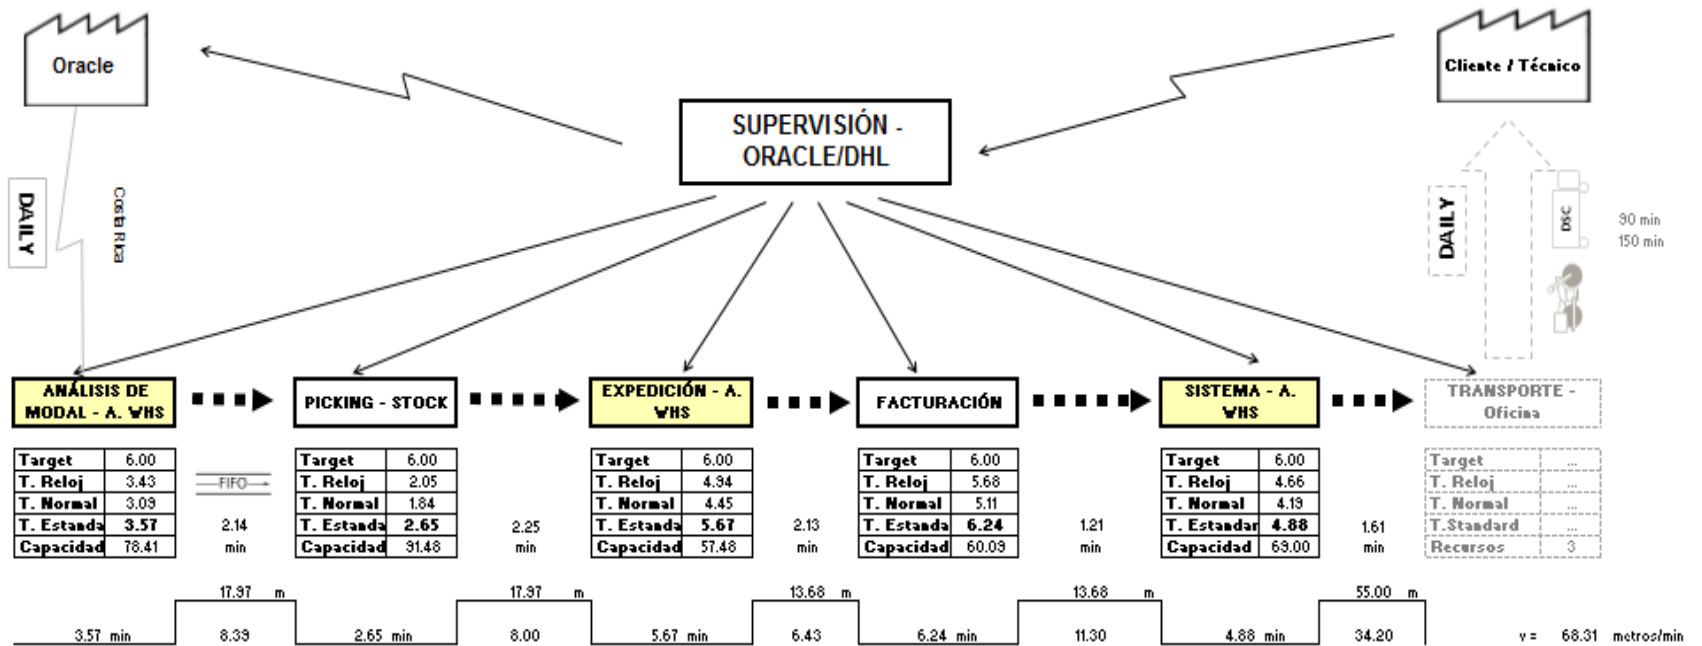 Oracle
Cliente / Técnico
SUPERVISIÓN -
ORACLE/DHL
DAILY
Costa Rica
DAILY
DSC
90 min
150 min
ANÁLISIS DE
MODAL - A. WHS
PICKING - STOCK
EXPEDICIÓN - A.
WHS
FACTURACIÓN
SISTEMA - A.
WHS
TRANSPORTE -
Oficina
Target 6.00
T. Reloj 3.43
T. Normal 3.09
T. Estanda 3.57
Capacidad 78.41
FIFO
2.14
min
Target 6.00
T. Reloj 2.05
T. Normal 1.84
T. Estanda 2.65
Capacidad 91.48
2.25
min
Target 6.00
T. Reloj 4.94
T. Normal 4.45
T. Estanda 5.67
Capacidad 57.48
2.13
min
Target 6.00
T. Reloj 5.68
T. Normal 5.11
T. Estanda 6.24
Capacidad 60.09
1.21
min
Target 6.00
T. Reloj 4.66
T. Normal 4.19
T. Estandar 4.88
Capacidad 69.00
1.61
min
Target ...
T. Reloj ...
T. Normal ...
T.Standard ...
Recursos 3
17.97 m 17.97 m 13.68 m 13.68 m 55.00 m
3.57 min 8.39 2.65 min 8.00 5.67 min 6.43 6.24 min 11.30 4.88 min 34.20 v = 68.31 metros/min